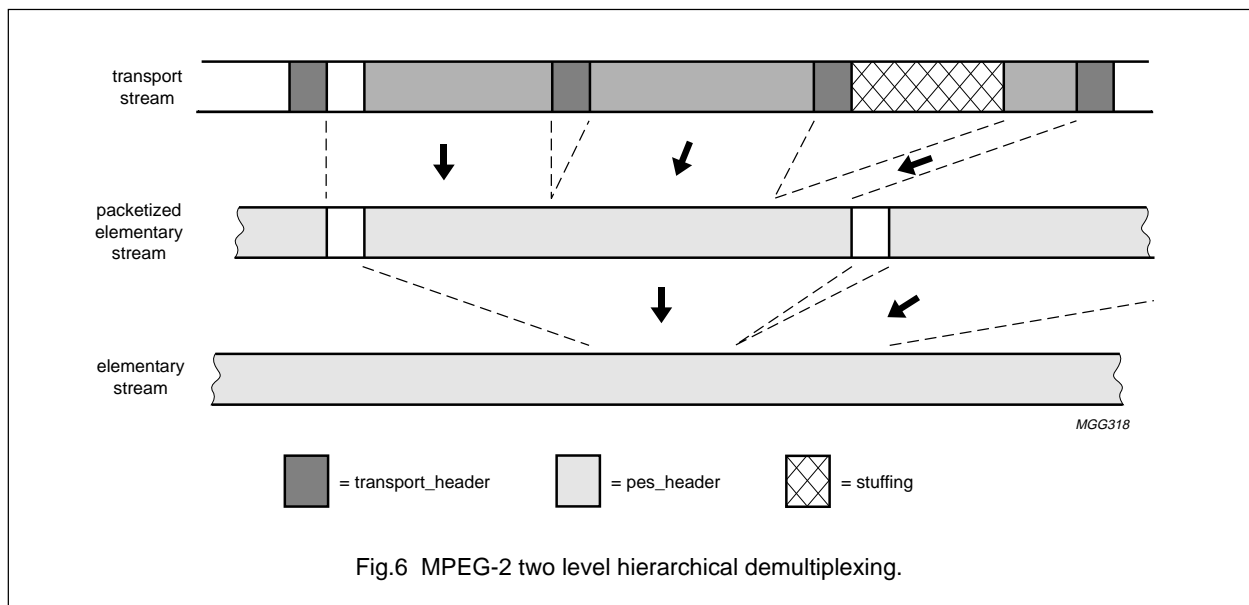 transport
stream
packetized
elementary
stream
elementary
stream
MGG318
= transport_header
= pes_header
= stuffing
Fig.6 MPEG-2 two level hierarchical demultiplexing.